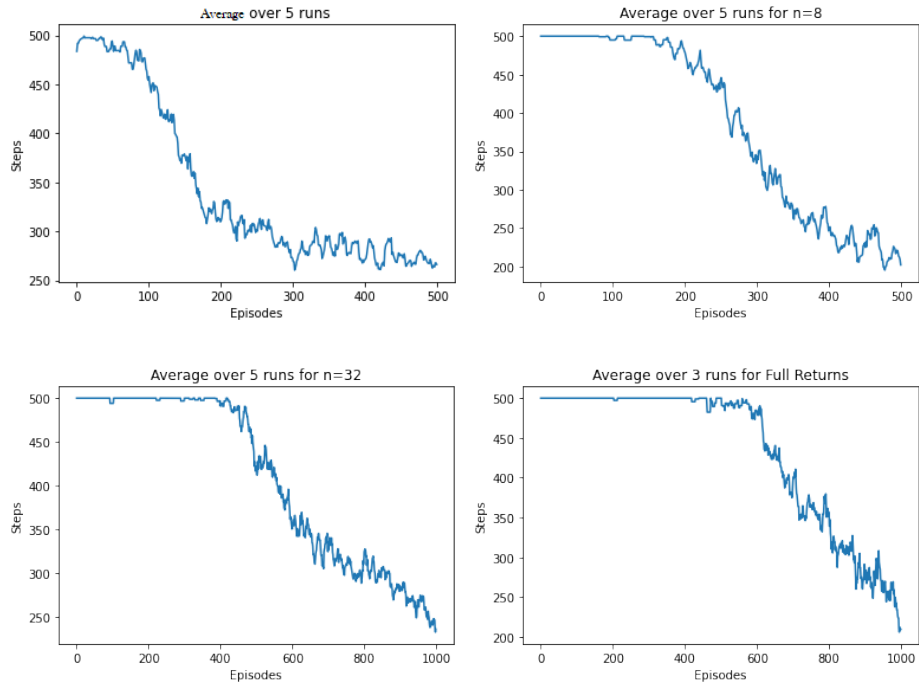 Average over 5 runs
500
450
400
350
300
250
Steps
0 100 200 300 400 500
Episodes
Average over 5 runs for n=8
500
450
400
350
300
250
200
Steps
0 100 200 300 400 500
Episodes
Average over 5 runs for n=32
500
450
400
350
300
250
Steps
0 200 400 600 800 1000
Episodes
Average over 3 runs for Full Returns
500
450
400
350
300
250
200
Steps
0 200 400 600 800 1000
Episodes